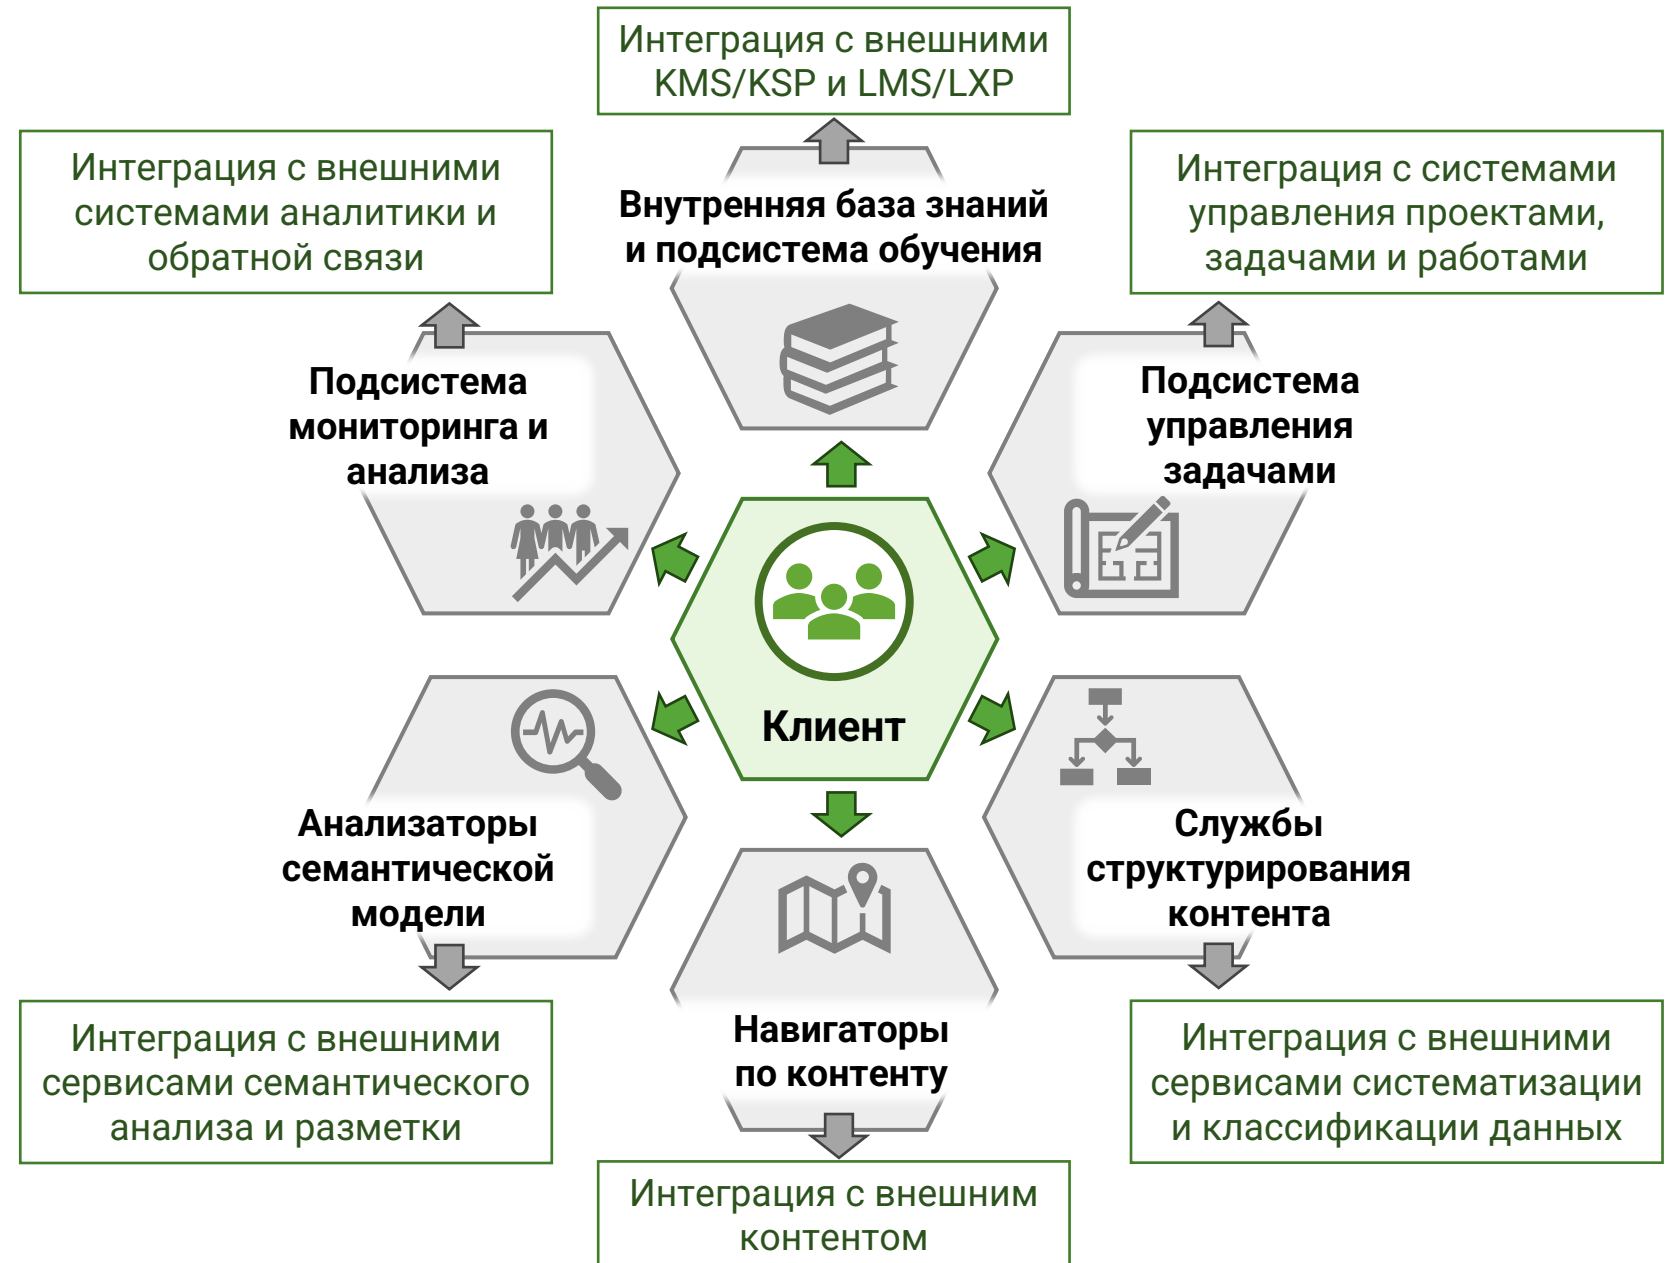 Интеграция с внешними
KMS/KSP и LMS/LXP
Интеграция с внешними
системами аналитики и
обратной связи
Интеграция с системами
управления проектами,
задачами и работами
Внутренняя база знаний
и подсистема обучения
Подсистема
мониторинга и
анализа
Подсистема
управления
задачами
Клиент
Анализаторы
семантической
модели
Службы
структурирования
контента
Навигаторы
по контенту
Интеграция с внешними
сервисами семантического
анализа и разметки
Интеграция с внешними
сервисами систематизации
и классификации данных
Интеграция с внешним
контентом